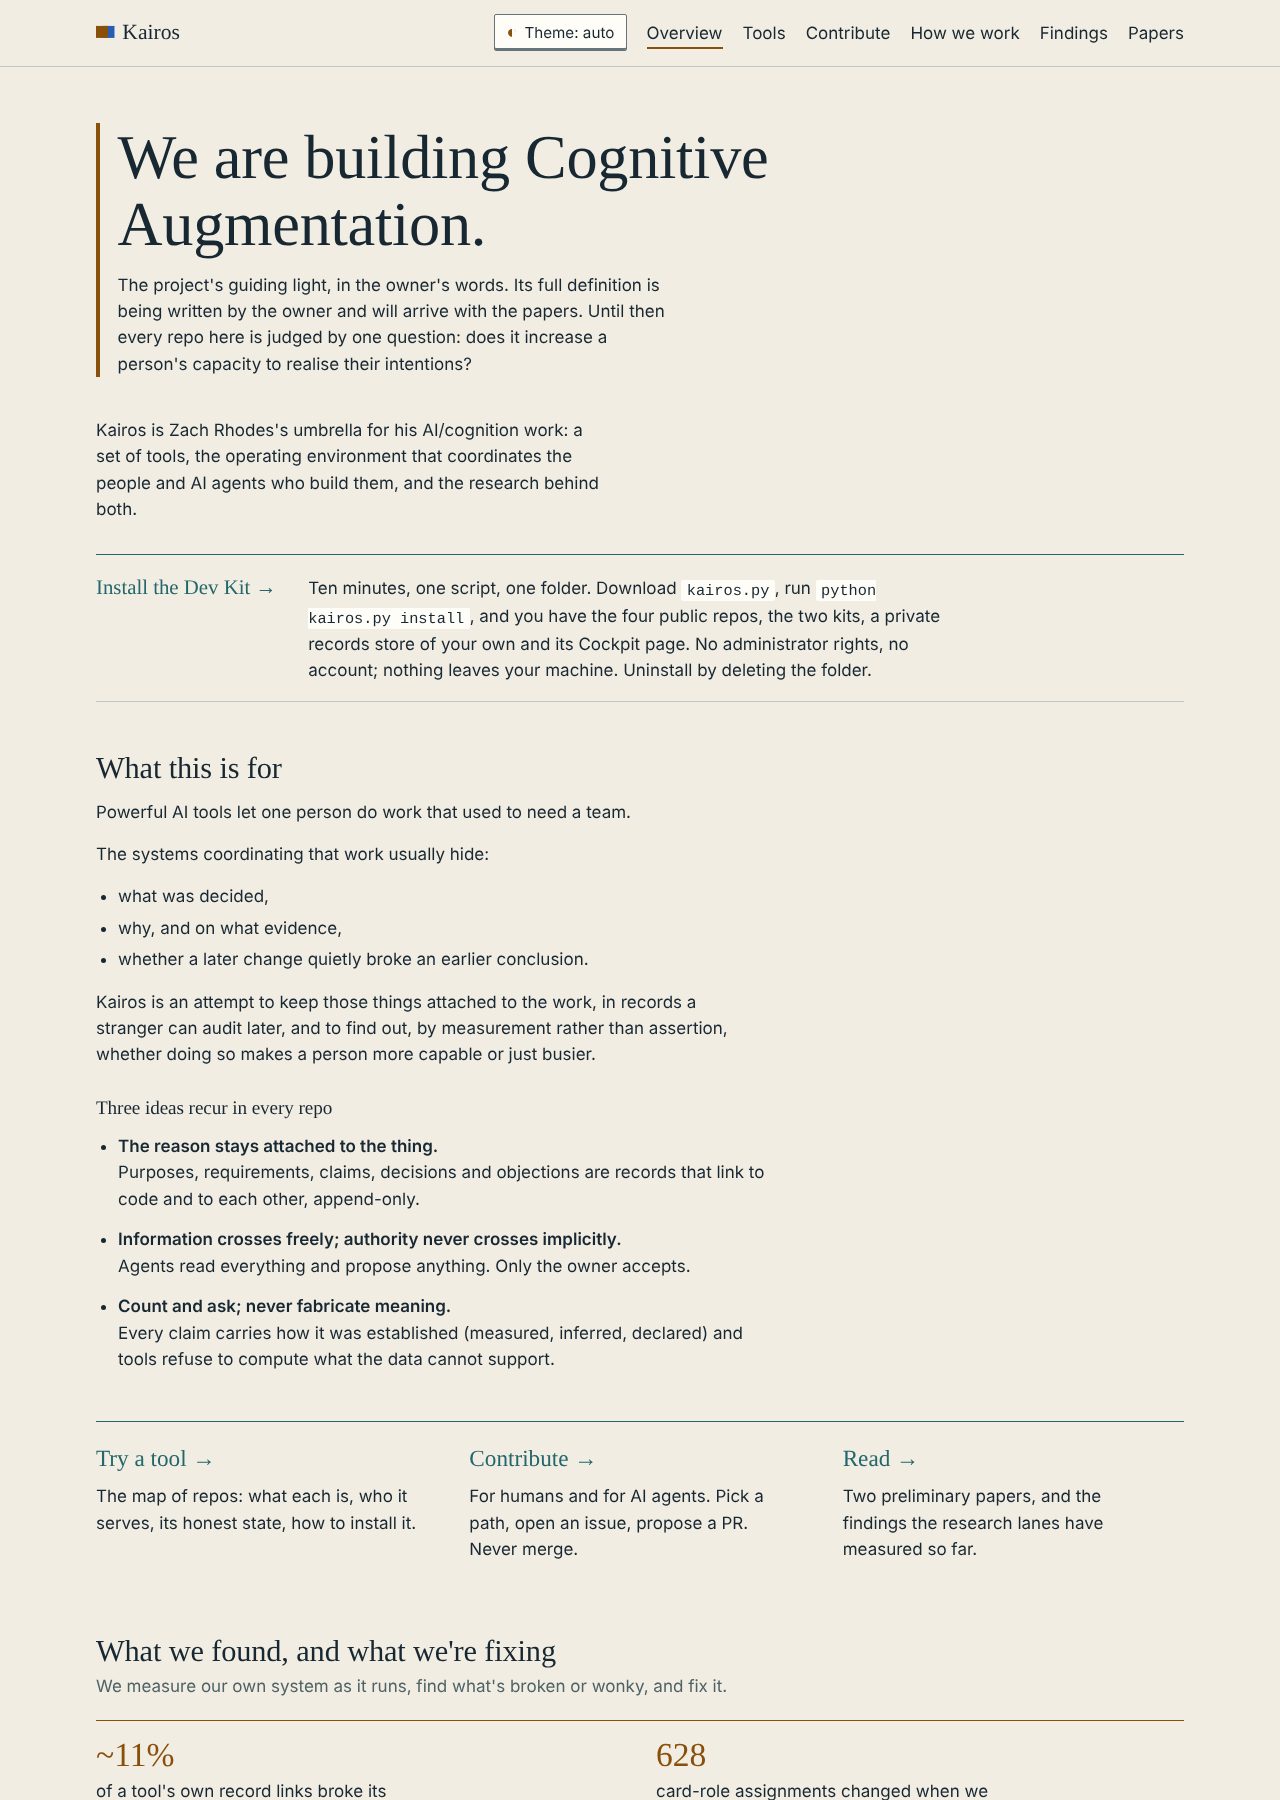 Kairos
Theme: auto
Overview
Tools
Contribute
How we work
Findings
Papers
We are building Cognitive
Augmentation.
The project's guiding light, in the owner's words. Its full definition is
being written by the owner and will arrive with the papers. Until then
every repo here is judged by one question: does it increase a
person's capacity to realise their intentions?
Kairos is Zach Rhodes's umbrella for his AI/cognition work: a
set of tools, the operating environment that coordinates the
people and AI agents who build them, and the research behind
both.
Install the Dev Kit →
Ten minutes, one script, one folder. Download kairos.py, run python
kairos.py install, and you have the four public repos, the two kits, a private
records store of your own and its Cockpit page. No administrator rights, no
account; nothing leaves your machine. Uninstall by deleting the folder.
What this is for
Powerful AI tools let one person do work that used to need a team.
The systems coordinating that work usually hide:
• what was decided,
• why, and on what evidence,
• whether a later change quietly broke an earlier conclusion.
Kairos is an attempt to keep those things attached to the work, in records a
stranger can audit later, and to find out, by measurement rather than assertion,
whether doing so makes a person more capable or just busier.
Three ideas recur in every repo
• The reason stays attached to the thing.
Purposes, requirements, claims, decisions and objections are records that link to
code and to each other, append-only.
• Information crosses freely; authority never crosses implicitly.
Agents read everything and propose anything. Only the owner accepts.
• Count and ask; never fabricate meaning.
Every claim carries how it was established (measured, inferred, declared) and
tools refuse to compute what the data cannot support.
Try a tool →
The map of repos: what each is, who it
serves, its honest state, how to install it.
Contribute →
For humans and for AI agents. Pick a
path, open an issue, propose a PR.
Never merge.
Read →
Two preliminary papers, and the
findings the research lanes have
measured so far.
What we found, and what we're fixing
We measure our own system as it runs, find what's broken or wonky, and fix it.
~11%
of a tool's own record links broke its
628
card-role assignments changed when we